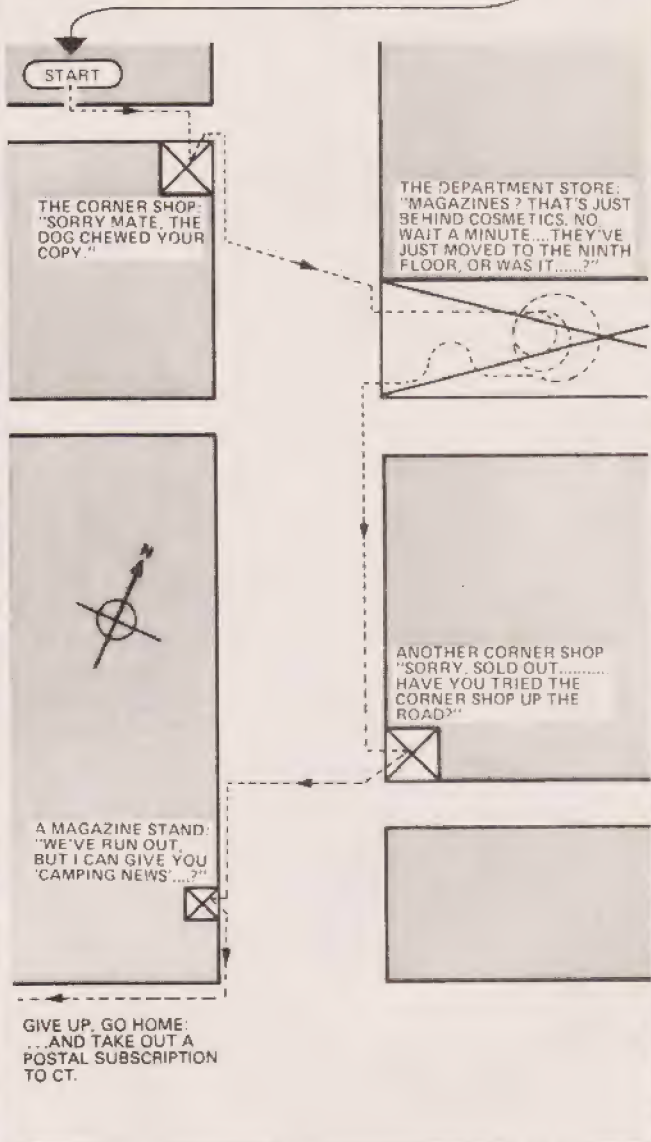 START
THE CORNER SHOP:
"SORRY MATE, THE
DOG CHEWED YOUR
COPY."
THE DEPARTMENT STORE:
"MAGAZINES ? THAT'S JUST
BEHIND COSMETICS, NO,
WAIT A MINUTE....THEY'VE
JUST MOVED TO THE NINTH
FLOOR, OR WAS IT......?"
N
ANOTHER CORNER SHOP
"SORRY, SOLD OUT..........
HAVE YOU TRIED THE
CORNER SHOP UP THE
ROAD?"
A MAGAZINE STAND:
"WE'VE RUN OUT,
BUT I CAN GIVE YOU
'CAMPING NEWS'....?"
GIVE UP, GO HOME:
...AND TAKE OUT A
POSTAL SUBSCRIPTION
TO CT.